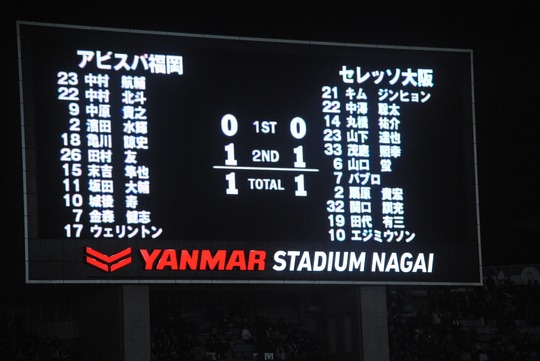 アビスパ福岡
23 中村 航輔
22 中村 北斗
9 中原 貴之
2 濱田 水輝
18 亀川 諒史
26 田村 友
15 末吉 隼也
11 坂田 大輔
10 城後 寿
7 金森 健志
17 ウェリントン
0 1ST 0
1 2ND 1
1 TOTAL 1
セレッソ大阪
21 キム ジンヒョン
22 中澤 聡太
14 丸橋 祐介
23 山下 達也
33 茂庭 照幸
6 山口 蛍
7 パブロ
2 扇原 貴宏
32 関口 訓充
19 田代 有三
10 エジミウソン
YANMAR STADIUM NAGAI